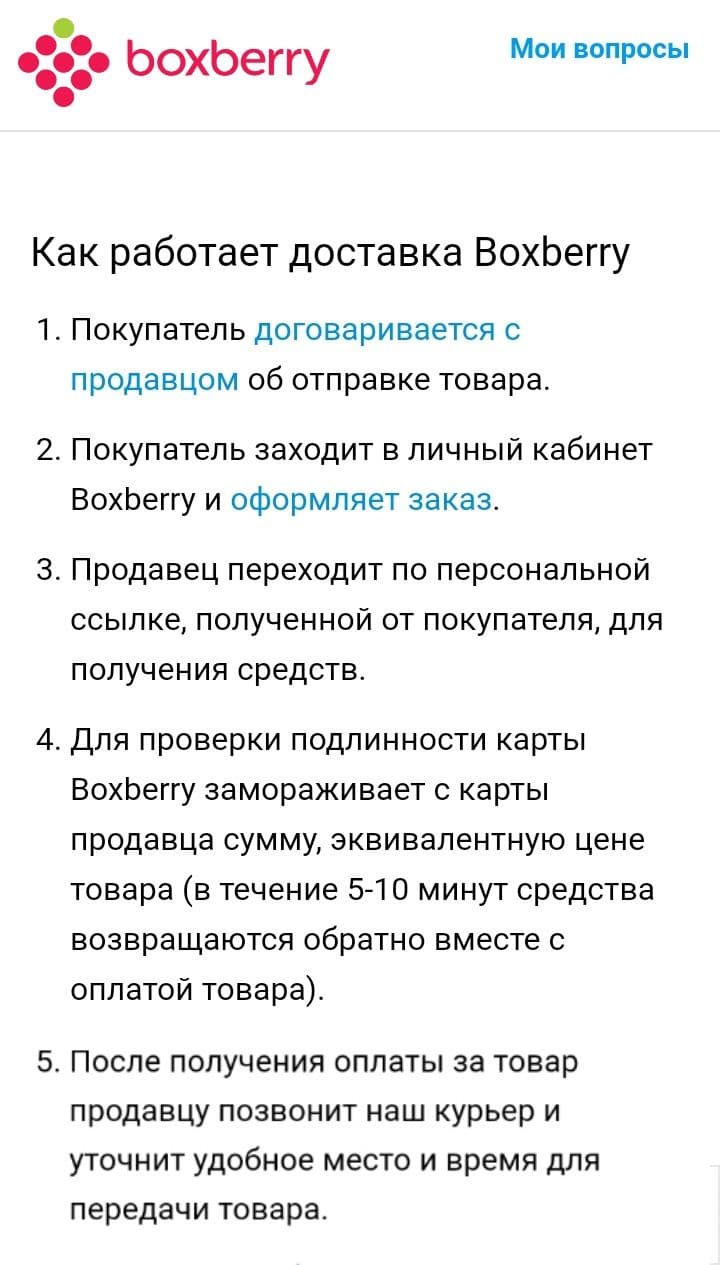 boxberry
Мои вопросы
Как работает доставка Boxberry
1. Покупатель договаривается с
продавцом об отправке товара.
2. Покупатель заходит в личный кабинет
Boxberry и оформляет заказ.
3. Продавец переходит по персональной
ссылке, полученной от покупателя, для
получения средств.
4. Для проверки подлинности карты
Boxberry замораживает с карты
продавца сумму, эквивалентную цене
товара (в течение 5-10 минут средства
возвращаются обратно вместе с
оплатой товара).
5. После получения оплаты за товар
продавцу позвонит наш курьер и
уточнит удобное место и время для
передачи товара.